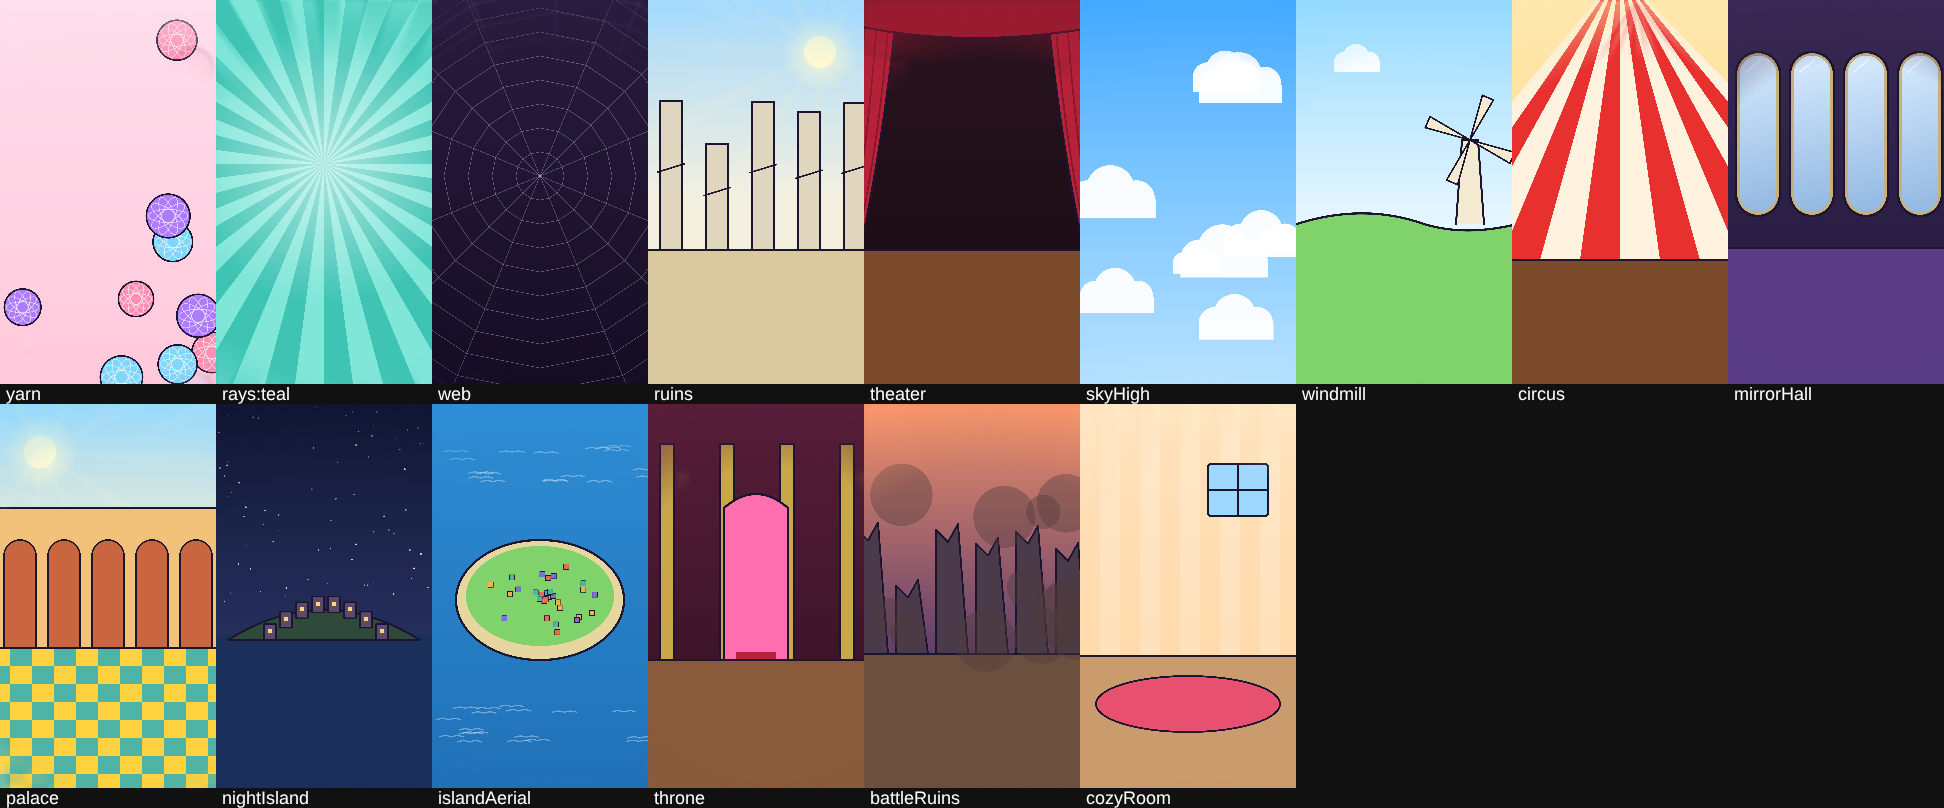 yarn
rays:teal
web
ruins
theater
skyHigh
windmill
circus
mirrorHall
palace
nightIsland
islandAerial
throne
battleRuins
cozyRoom